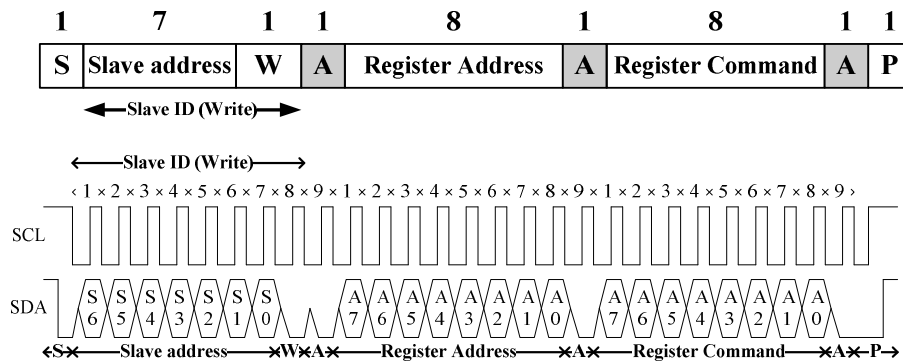 1 7 1 1 8 1 8 1 1
S Slave address W A Register Address A Register Command A P
Slave ID (Write)
Slave ID (Write)
‹ 1 × 2 × 3 × 4 × 5 × 6 × 7 × 8 × 9 × 1 × 2 × 3 × 4 × 5 × 6 × 7 × 8 × 9 × 1 × 2 × 3 × 4 × 5 × 6 × 7 × 8 × 9 ›
SCL
SDA S6 S5 S4 S3 S2 S1 S0 A7 A6 A5 A4 A3 A2 A1 A0 A7 A6 A5 A4 A3 A2 A1 A0
S Slave address W A Register Address A Register Command A P